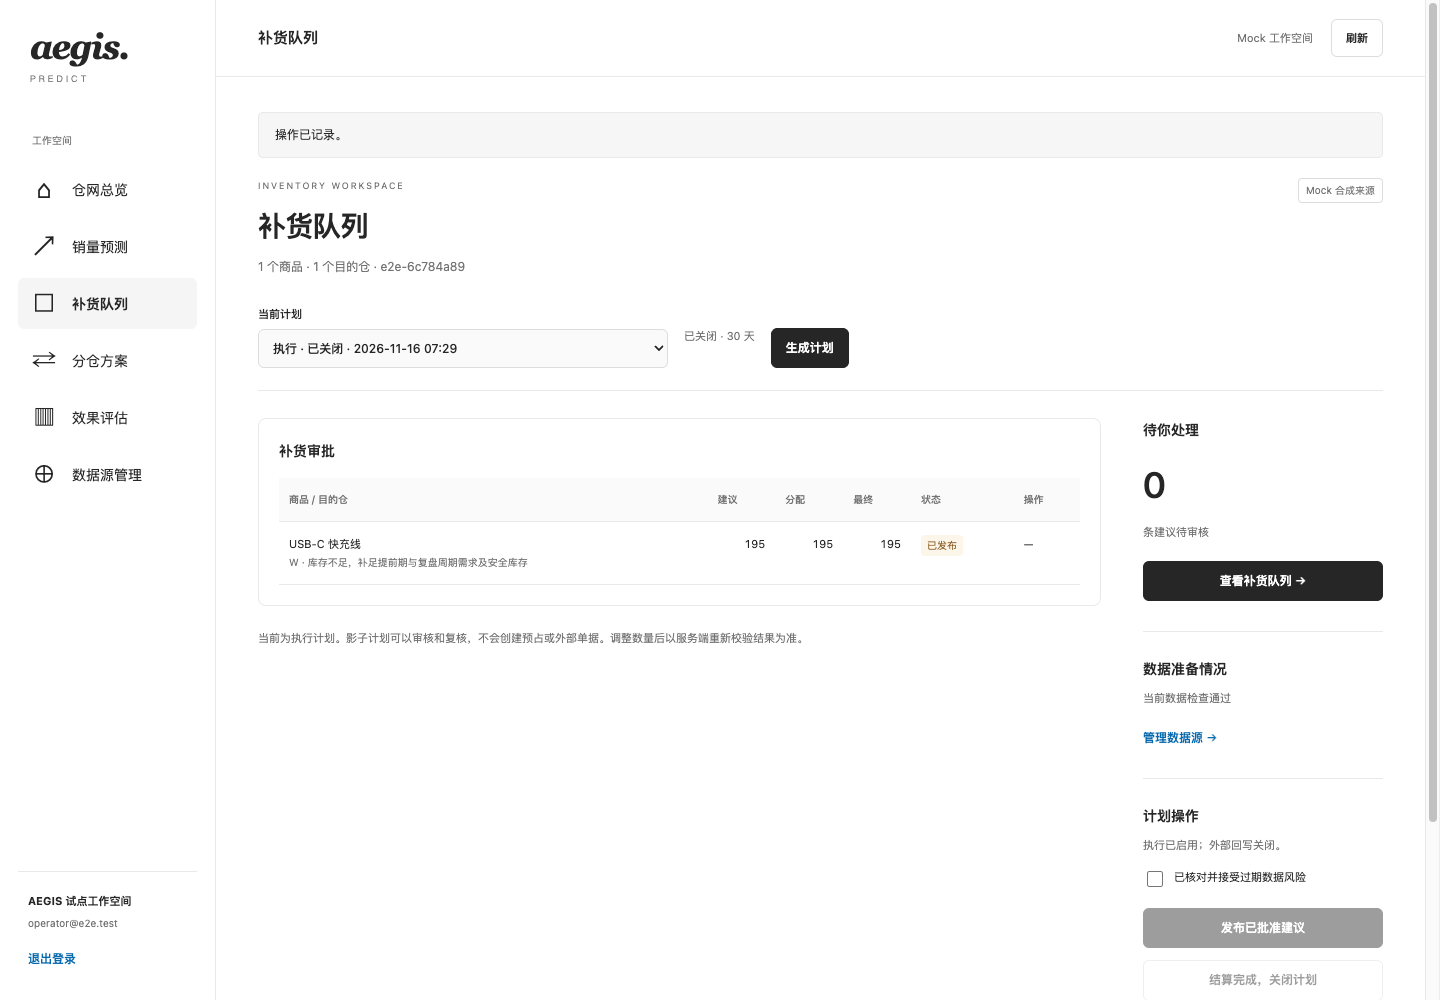 aegis.
PREDICT
工作空间
仓网总览
销量预测
补货队列
分仓方案
效果评估
数据源管理
AEGIS 试点工作空间
operator@e2e.test
退出登录
补货队列
Mock 工作空间
刷新
操作已记录。
INVENTORY WORKSPACE
Mock 合成来源
补货队列
1 个商品 · 1 个目的仓 · e2e-6c784a89
当前计划
执行 · 已关闭 · 2026-11-16 07:29
已关闭 · 30 天
生成计划
补货审批
商品 / 目的仓 建议 分配 最终 状态 操作
USB-C 快充线 195 195 195 已发布 —
W · 库存不足，补足提前期与复盘周期需求及安全库存
当前为执行计划。影子计划可以审核和复核，不会创建预占或外部单据。调整数量后以服务端重新校验结果为准。
待你处理
0
条建议待审核
查看补货队列 →
数据准备情况
当前数据检查通过
管理数据源 →
计划操作
执行已启用；外部回写关闭。
已核对并接受过期数据风险
发布已批准建议
结算完成，关闭计划